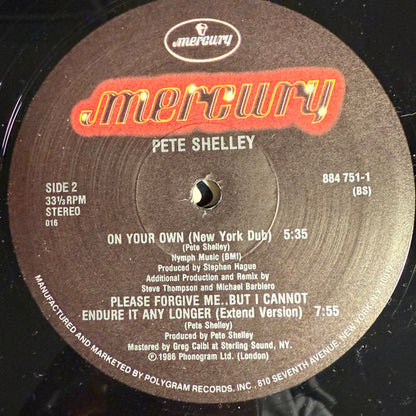 mercury
mercury
PETE SHELLEY
SIDE 2
33⅓ RPM
STEREO
016
884 751-1
(BS)
ON YOUR OWN (New York Dub) 5:35
(Pete Shelley)
Nymph Music (BMI)
Produced by Stephen Hague
Additional Production and Remix by
Steve Thompson and Michael Barbiero
PLEASE FORGIVE ME..BUT I CANNOT
ENDURE IT ANY LONGER (Extend Version) 7:55
(Pete Shelley)
Produced by Pete Shelley
Mastered by Greg Calbi at Sterling Sound, NY.
Ⓟ1986 Phonogram Ltd. (London)
MANUFACTURED AND MARKETED BY POLYGRAM RECORDS, INC. 810 SEVENTH AVENUE, NEW YORK